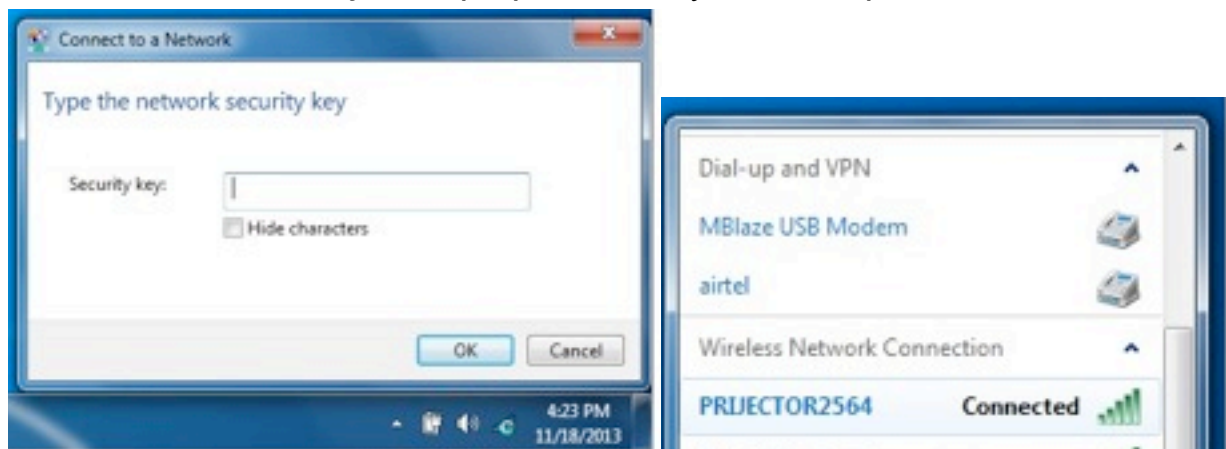 Connect to a Network
Type the network security key
Security key:
Hide characters
OK Cancel
4:23 PM
11/18/2013
Dial-up and VPN
MBlaze USB Modem
airtel
Wireless Network Connection
PRIJECTOR2564 Connected